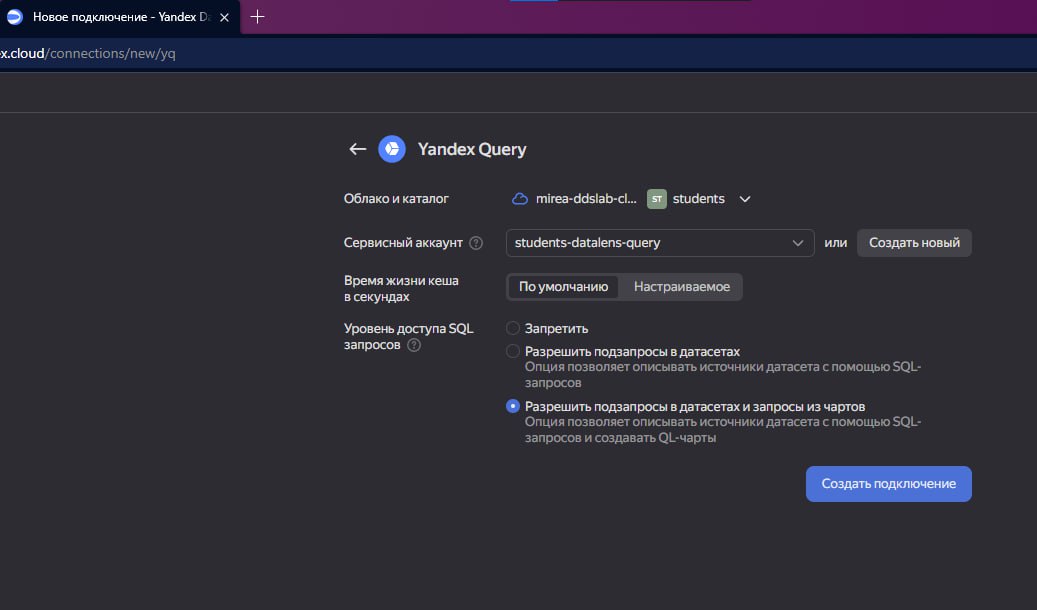 Новое подключение - Yandex Da
x.cloud/connections/new/yq
Yandex Query
Облако и каталог mirea-ddslab-cl... ST students
Сервисный аккаунт ? students-datalens-query или Создать новый
Время жизни кеша
в секундах
По умолчанию Настраиваемое
Уровень доступа SQL
запросов ?
Запретить
Разрешить подзапросы в датасетах
Опция позволяет описывать источники датасета с помощью SQL-
запросов
Разрешить подзапросы в датасетах и запросы из чартов
Опция позволяет описывать источники датасета с помощью SQL-
запросов и создавать QL-чарты
Создать подключение